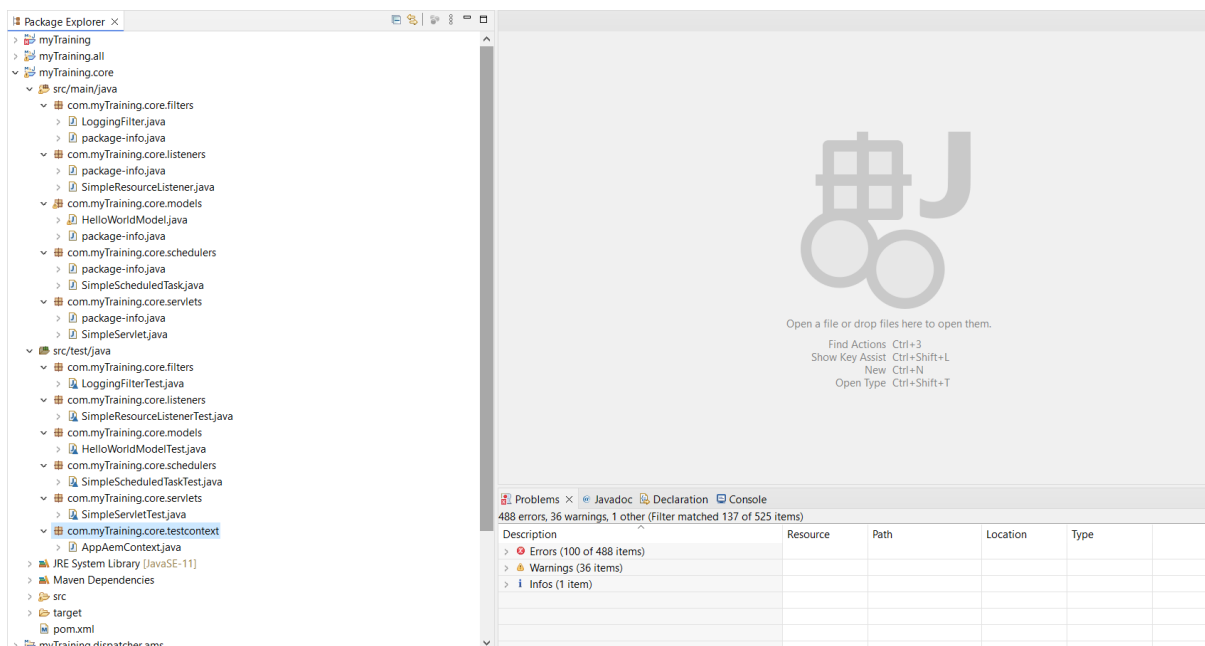 Package Explorer
myTraining
myTraining.all
myTraining.core
src/main/java
com.myTraining.core.filters
LoggingFilter.java
package-info.java
com.myTraining.core.listeners
package-info.java
SimpleResourceListener.java
com.myTraining.core.models
HelloWorldModel.java
package-info.java
com.myTraining.core.schedulers
package-info.java
SimpleScheduledTask.java
com.myTraining.core.servlets
package-info.java
SimpleServlet.java
src/test/java
com.myTraining.core.filters
LoggingFilterTest.java
com.myTraining.core.listeners
SimpleResourceListenerTest.java
com.myTraining.core.models
HelloWorldModelTest.java
com.myTraining.core.schedulers
SimpleScheduledTaskTest.java
com.myTraining.core.servlets
SimpleServletTest.java
com.myTraining.core.testcontext
AppAemContext.java
JRE System Library [JavaSE-11]
Maven Dependencies
src
target
pom.xml
myTraining.dispatcher.ams
Open a file or drop files here to open them.
Find Actions Ctrl+3
Show Key Assist Ctrl+Shift+L
New Ctrl+N
Open Type Ctrl+Shift+T
Problems Javadoc Declaration Console
488 errors, 36 warnings, 1 other (Filter matched 137 of 525 items)
Description Resource Path Location Type
Errors (100 of 488 items)
Warnings (36 items)
Infos (1 item)